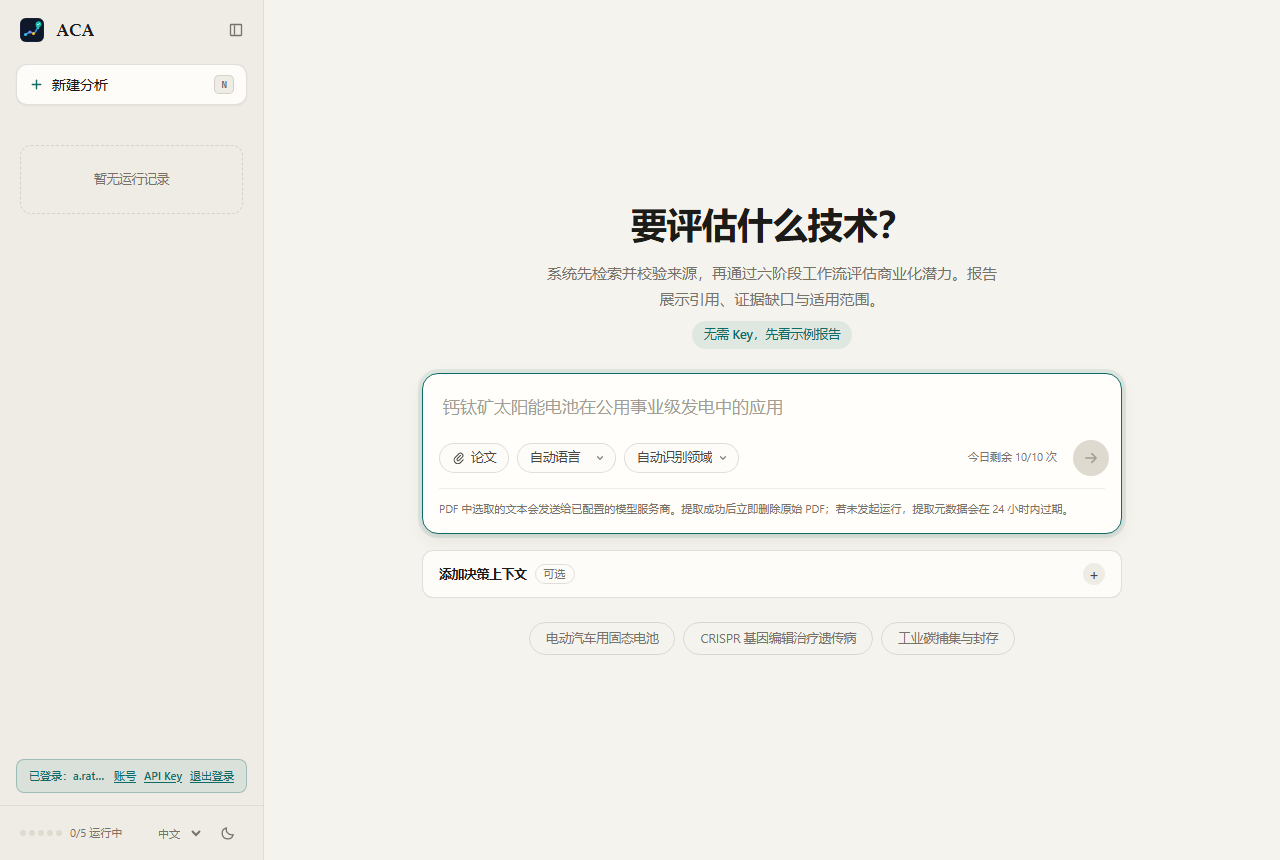 ACA
新建分析
N
暂无运行记录
要评估什么技术？
系统先检索并校验来源，再通过六阶段工作流评估商业化潜力。报告
展示引用、证据缺口与适用范围。
无需 Key，先看示例报告
钙钛矿太阳能电池在公用事业级发电中的应用
论文
自动语言
自动识别领域
今日剩余 10/10 次
PDF 中选取的文本会发送给已配置的模型服务商。提取成功后立即删除原始 PDF；若未发起运行，提取元数据会在 24 小时内过期。
添加决策上下文
可选
电动汽车用固态电池
CRISPR 基因编辑治疗遗传病
工业碳捕集与封存
已登录：a.rat...
账号
API Key
退出登录
0/5 运行中
中文